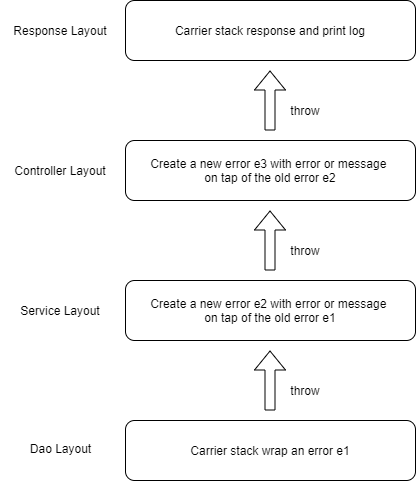 Response Layout
Carrier stack response and print log
throw
Controller Layout
Create a new error e3 with error or message
on tap of the old error e2
throw
Service Layout
Create a new error e2 with error or message
on tap of the old error e1
throw
Dao Layout
Carrier stack wrap an error e1